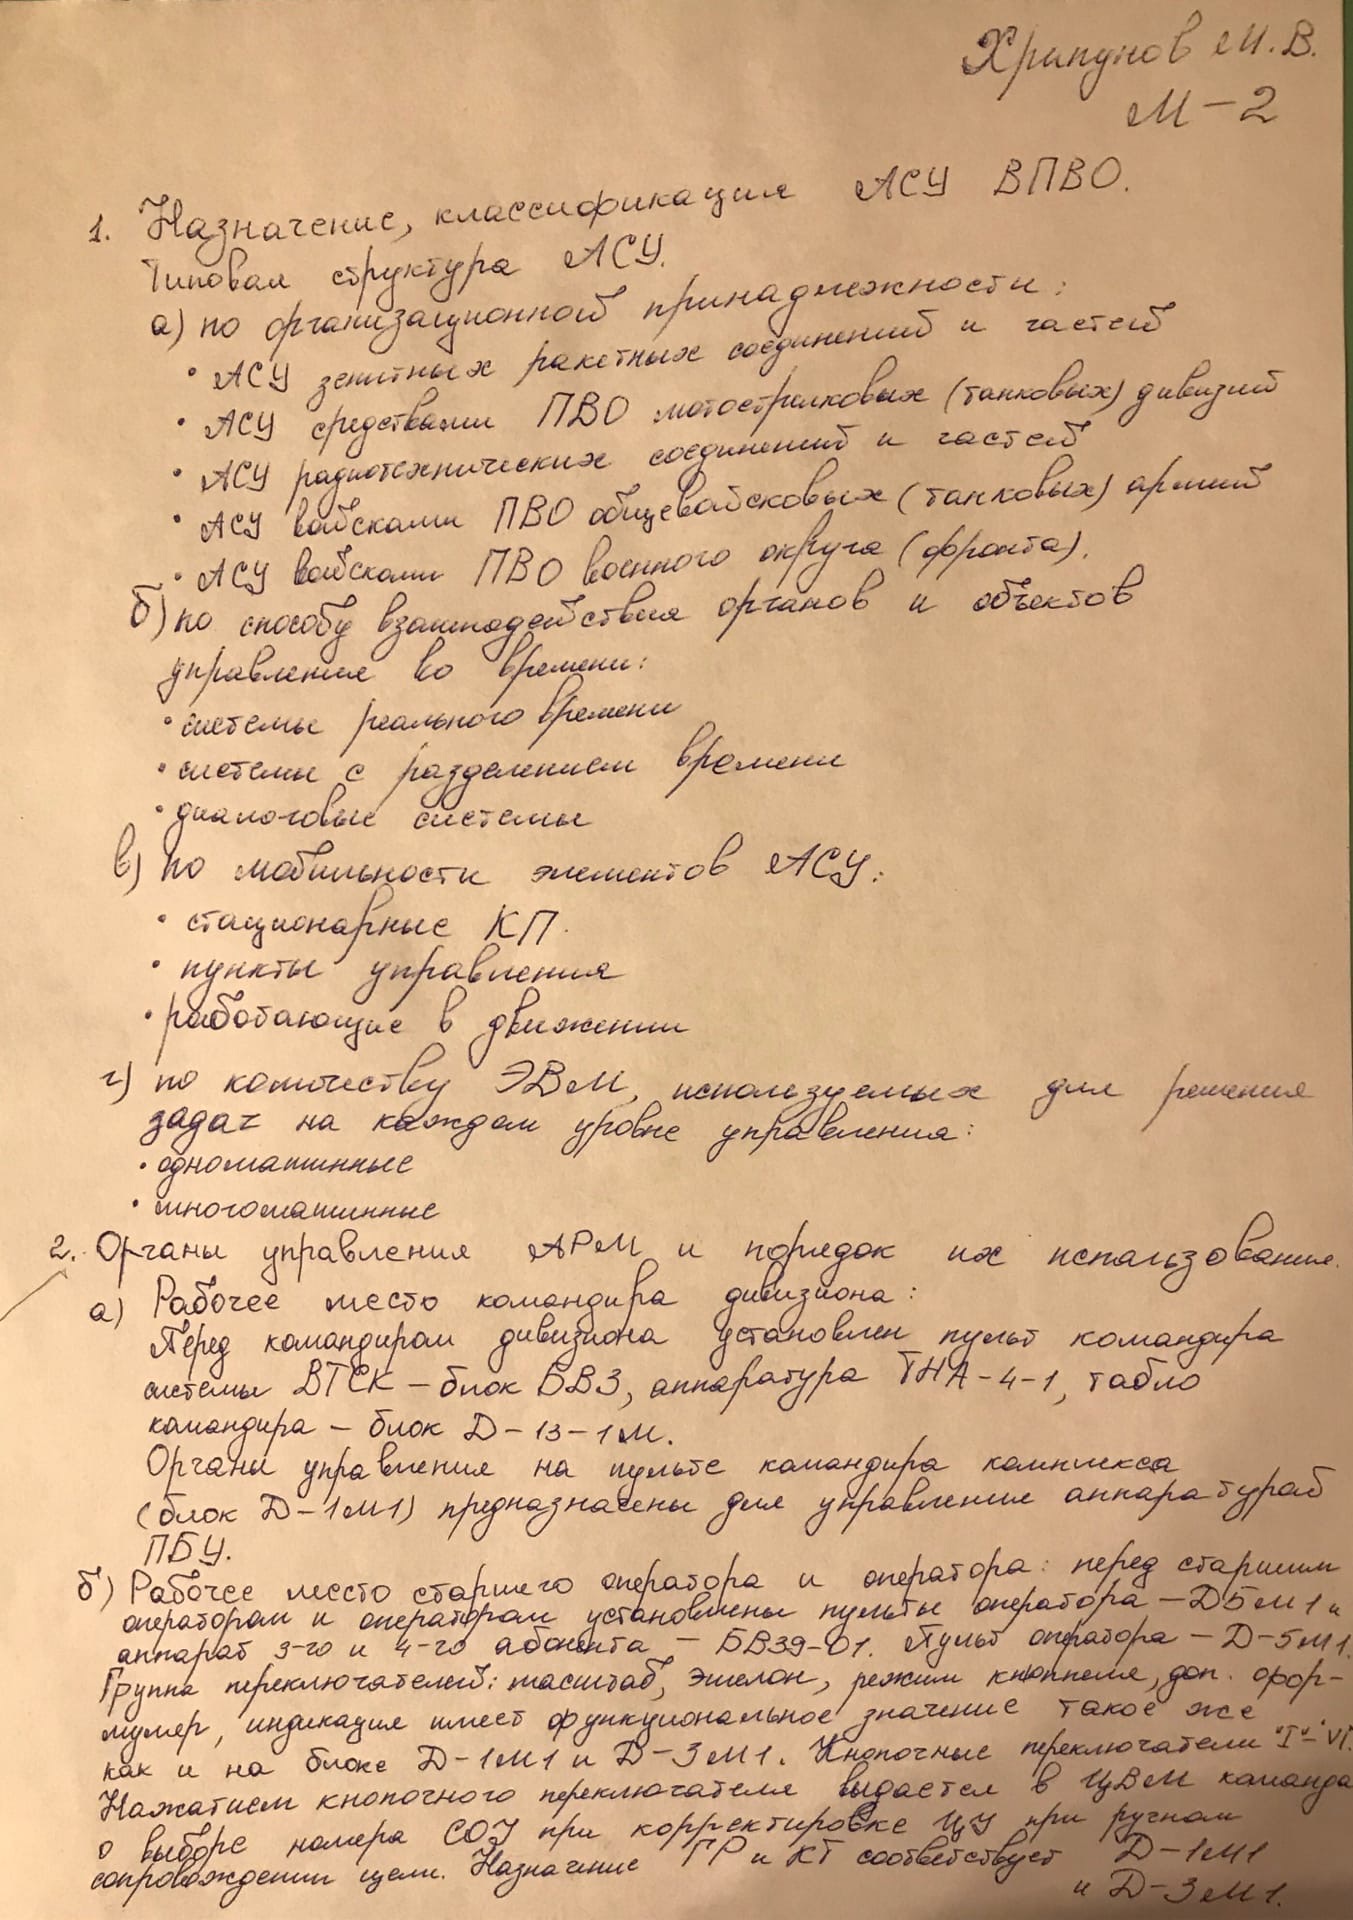 Хрипунов М.В.
М-2
1. Назначение, классификация АСУ ВПВО.
Типовая структура АСУ.
а) по организационной принадлежности:
• АСУ зенитных ракетных соединений и частей
• АСУ средствами ПВО мотострелковых (танковых) дивизий
• АСУ радиотехнических соединений и частей
• АСУ войсками ПВО общевойсковых (танковых) армий
• АСУ войсками ПВО военного округа (фронта).
б) по способу взаимодействия органов и объектов
управления во времени:
• системы реального времени
• системы с разделением времени
• диалоговые системы
в) по мобильности элементов АСУ:
• стационарные КП.
• пункты управления
• работающие в движении
г) по количеству ЭВМ, используемых для решения
задач на каждом уровне управления:
• одномашинные
• многомашинные
2. Органы управления АРМ и порядок их использования.
а) Рабочее место командира дивизиона:
Перед командиром дивизиона установлен пульт командира
системы ВТСК – блок БВ3, аппаратура ТНА-4-1, табло
командира – блок Д-13-1М.
Органы управления на пульте командира комплекса
(блок Д-1М1) предназначены для управления аппаратурой
ПБУ.
б) Рабочее место старшего оператора и оператора: перед старшим
оператором и оператором установлены пульты оператора – Д5М1 и
аппарат 3-го и 4-го абонента – БВ39-01. Пульт оператора – Д-5М1.
Группа переключателей: масштаб, эшелон, режим кноппеля, доп. фор-
муляр, индикация имеет функциональное значение такое же
как и на блоке Д-1М1 и Д-3М1. Кнопочные переключатели "I"-"VI".
Нажатием кнопочного переключателя выдается в ЦВМ команда
о выборе номера СОУ при корректировке ЦУ при ручном
сопровождении цели. Назначение ГР и КТ соответствует Д-1М1
и Д-3М1.